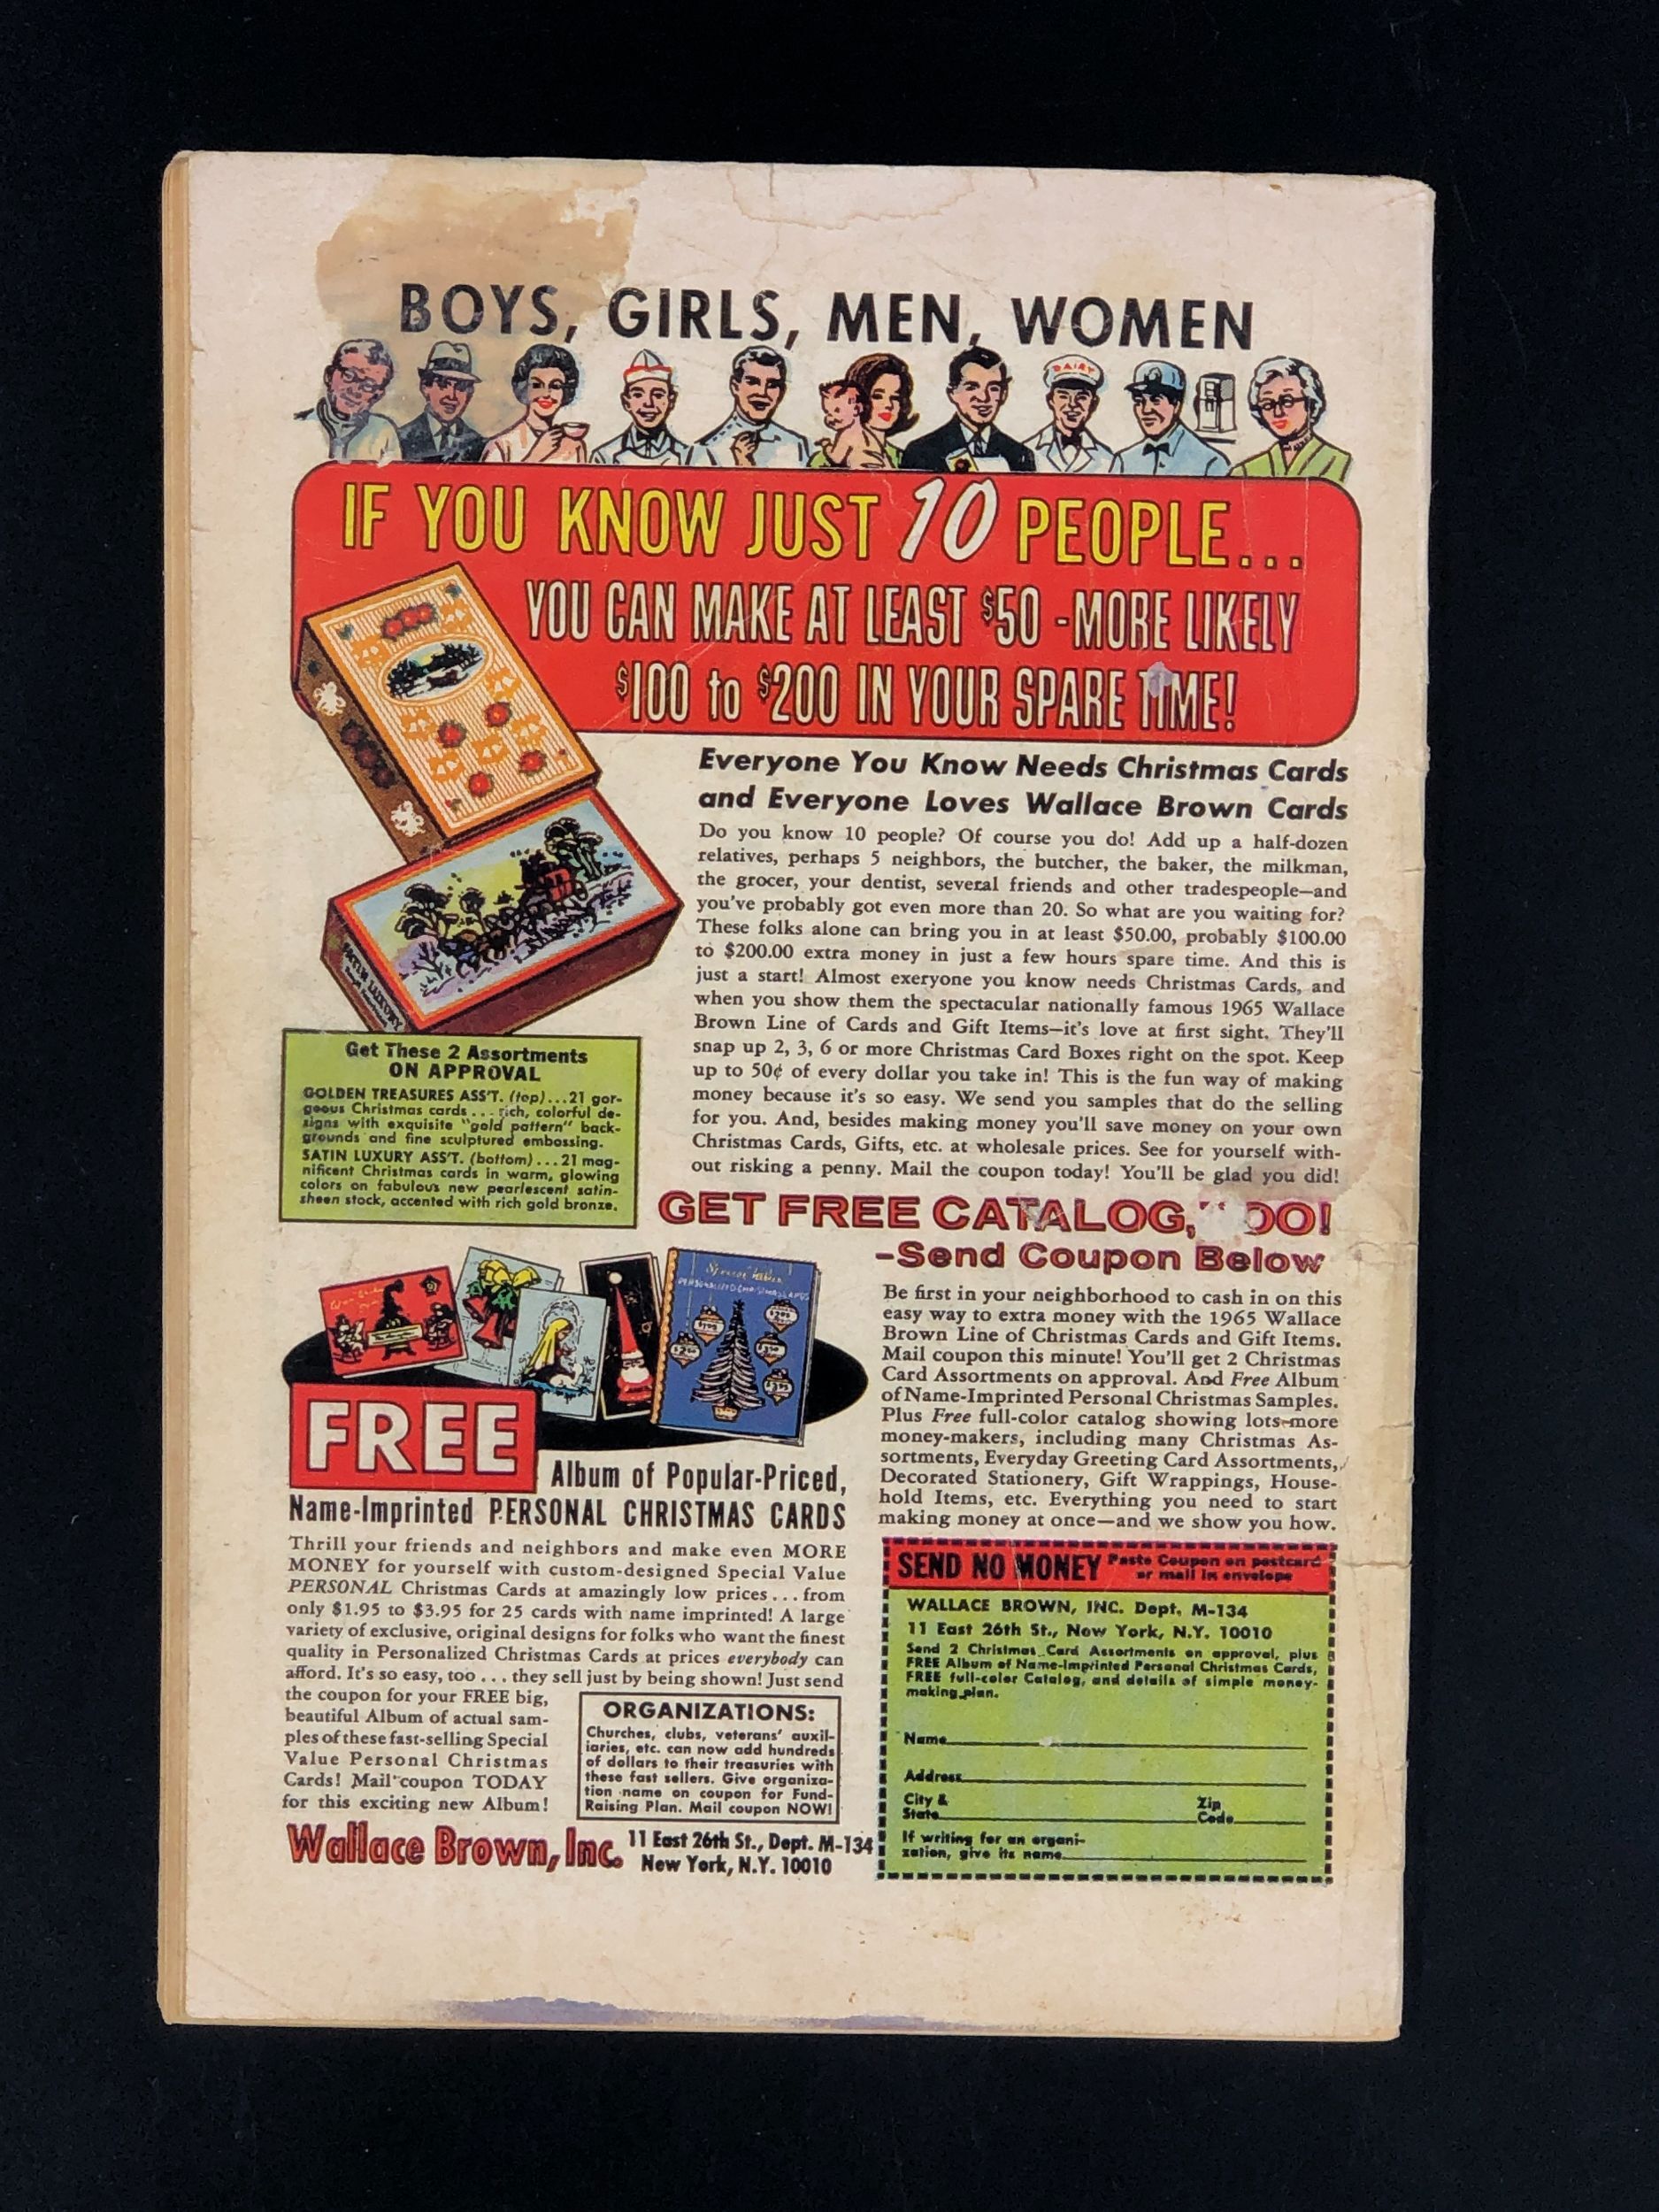 BOYS, GIRLS, MEN, WOMEN
DAIRY
IF YOU KNOW JUST 10 PEOPLE...
YOU CAN MAKE AT LEAST $50 - MORE LIKELY
$100 to $200 IN YOUR SPARE TIME!
Everyone You Know Needs Christmas Cards
and Everyone Loves Wallace Brown Cards
Do you know 10 people? Of course you do! Add up a half-dozen
relatives, perhaps 5 neighbors, the butcher, the baker, the milkman,
the grocer, your dentist, several friends and other tradespeople—and
you've probably got even more than 20. So what are you waiting for?
These folks alone can bring you in at least $50.00, probably $100.00
to $200.00 extra money in just a few hours spare time. And this is
just a start! Almost exeryone you know needs Christmas Cards, and
when you show them the spectacular nationally famous 1965 Wallace
Brown Line of Cards and Gift Items—it's love at first sight. They'll
snap up 2, 3, 6 or more Christmas Card Boxes right on the spot. Keep
up to 50¢ of every dollar you take in! This is the fun way of making
money because it's so easy. We send you samples that do the selling
for you. And, besides making money you'll save money on your own
Christmas Cards, Gifts, etc. at wholesale prices. See for yourself with-
out risking a penny. Mail the coupon today! You'll be glad you did!
SATIN LUXURY
Get These 2 Assortments
ON APPROVAL
GOLDEN TREASURES ASS'T. (top)...21 gor-
geous Christmas cards...rich, colorful de-
signs with exquisite "gold pattern" back-
grounds and fine sculptured embossing.
SATIN LUXURY ASS'T. (bottom)...21 mag-
nificent Christmas cards in warm, glowing
colors on fabulous new pearlescent satin-
sheen stock, accented with rich gold bronze.
GET FREE CATALOG, TOO!
-Send Coupon Below
Be first in your neighborhood to cash in on this
easy way to extra money with the 1965 Wallace
Brown Line of Christmas Cards and Gift Items.
Mail coupon this minute! You'll get 2 Christmas
Card Assortments on approval. And Free Album
of Name-Imprinted Personal Christmas Samples.
Plus Free full-color catalog showing lots more
money-makers, including many Christmas As-
sortments, Everyday Greeting Card Assortments,
Decorated Stationery, Gift Wrappings, House-
hold Items, etc. Everything you need to start
making money at once—and we show you how.
Special Value
PERSONALIZED CHRISTMAS CARDS
$1.95
$2.95
$3.95
FREE
Album of Popular-Priced,
Name-Imprinted PERSONAL CHRISTMAS CARDS
Thrill your friends and neighbors and make even MORE
MONEY for yourself with custom-designed Special Value
PERSONAL Christmas Cards at amazingly low prices...from
only $1.95 to $3.95 for 25 cards with name imprinted! A large
variety of exclusive, original designs for folks who want the finest
quality in Personalized Christmas Cards at prices everybody can
afford. It's so easy, too...they sell just by being shown! Just send
the coupon for your FREE big,
beautiful Album of actual sam-
ples of these fast-selling Special
Value Personal Christmas
Cards! Mail coupon TODAY
for this exciting new Album!
ORGANIZATIONS:
Churches, clubs, veterans' auxil-
iaries, etc. can now add hundreds
of dollars to their treasuries with
these fast sellers. Give organiza-
tion name on coupon for Fund-
Raising Plan. Mail coupon NOW!
Wallace Brown, Inc. 11 East 26th St., Dept. M-134
New York, N.Y. 10010
SEND NO MONEY Paste Coupon on postcard
or mail in envelope
WALLACE BROWN, INC. Dept. M-134
11 East 26th St., New York, N.Y. 10010
Send 2 Christmas Card Assortments on approval, plus
FREE Album of Name-Imprinted Personal Christmas Cards,
FREE full-color Catalog, and details of simple money-
making plan.
Name
Address
City &
State
Zip
Code
If writing for an organi-
zation, give its name